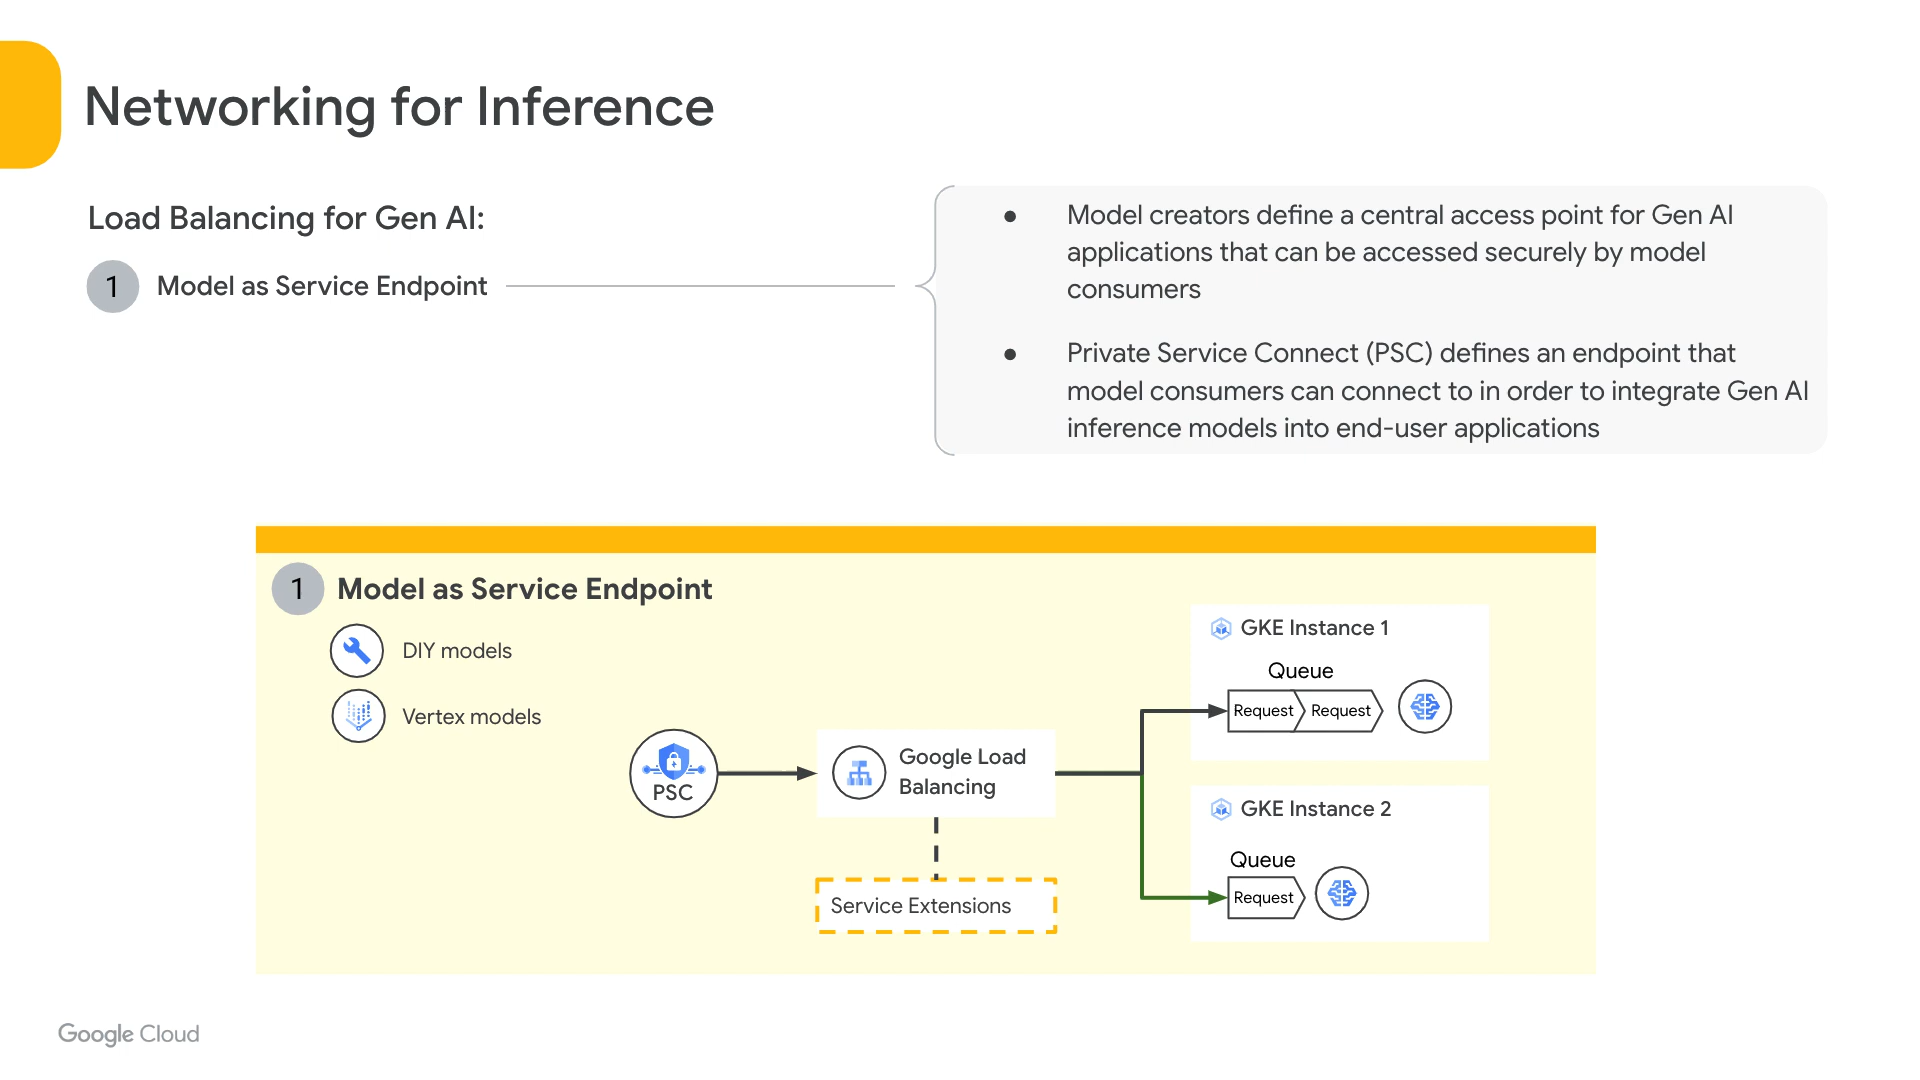 Networking for Inference
Load Balancing for Gen AI:
1 Model as Service Endpoint
● Model creators define a central access point for Gen AI
applications that can be accessed securely by model
consumers
● Private Service Connect (PSC) defines an endpoint that
model consumers can connect to in order to integrate Gen AI
inference models into end-user applications
1 Model as Service Endpoint
DIY models
Vertex models
PSC
Google Load
Balancing
Service Extensions
GKE Instance 1
Queue
Request Request
GKE Instance 2
Queue
Request
Google Cloud